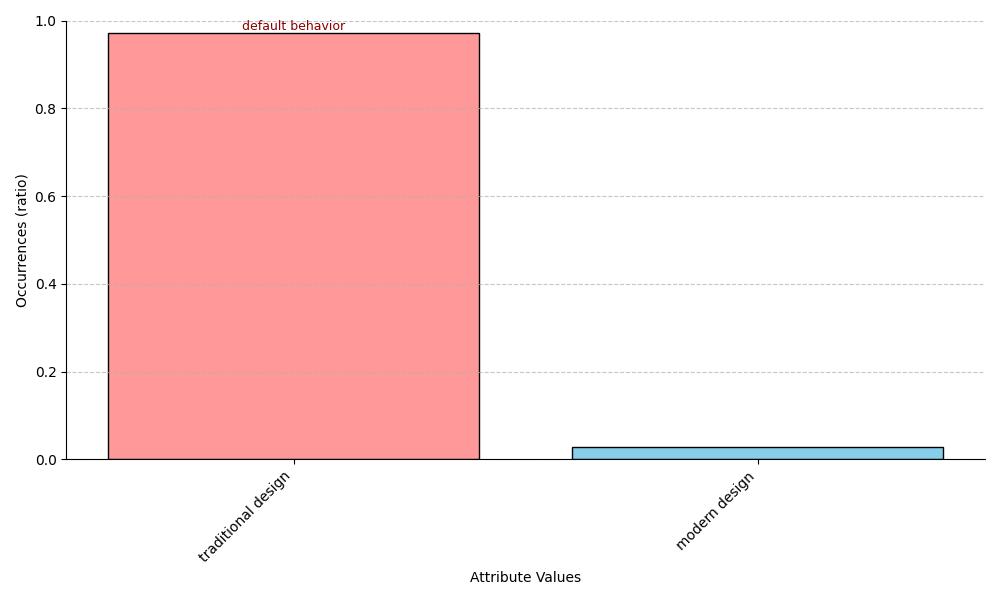 default behavior
1.0
0.8
0.6
0.4
0.2
0.0
Occurrences (ratio)
traditional design
modern design
Attribute Values